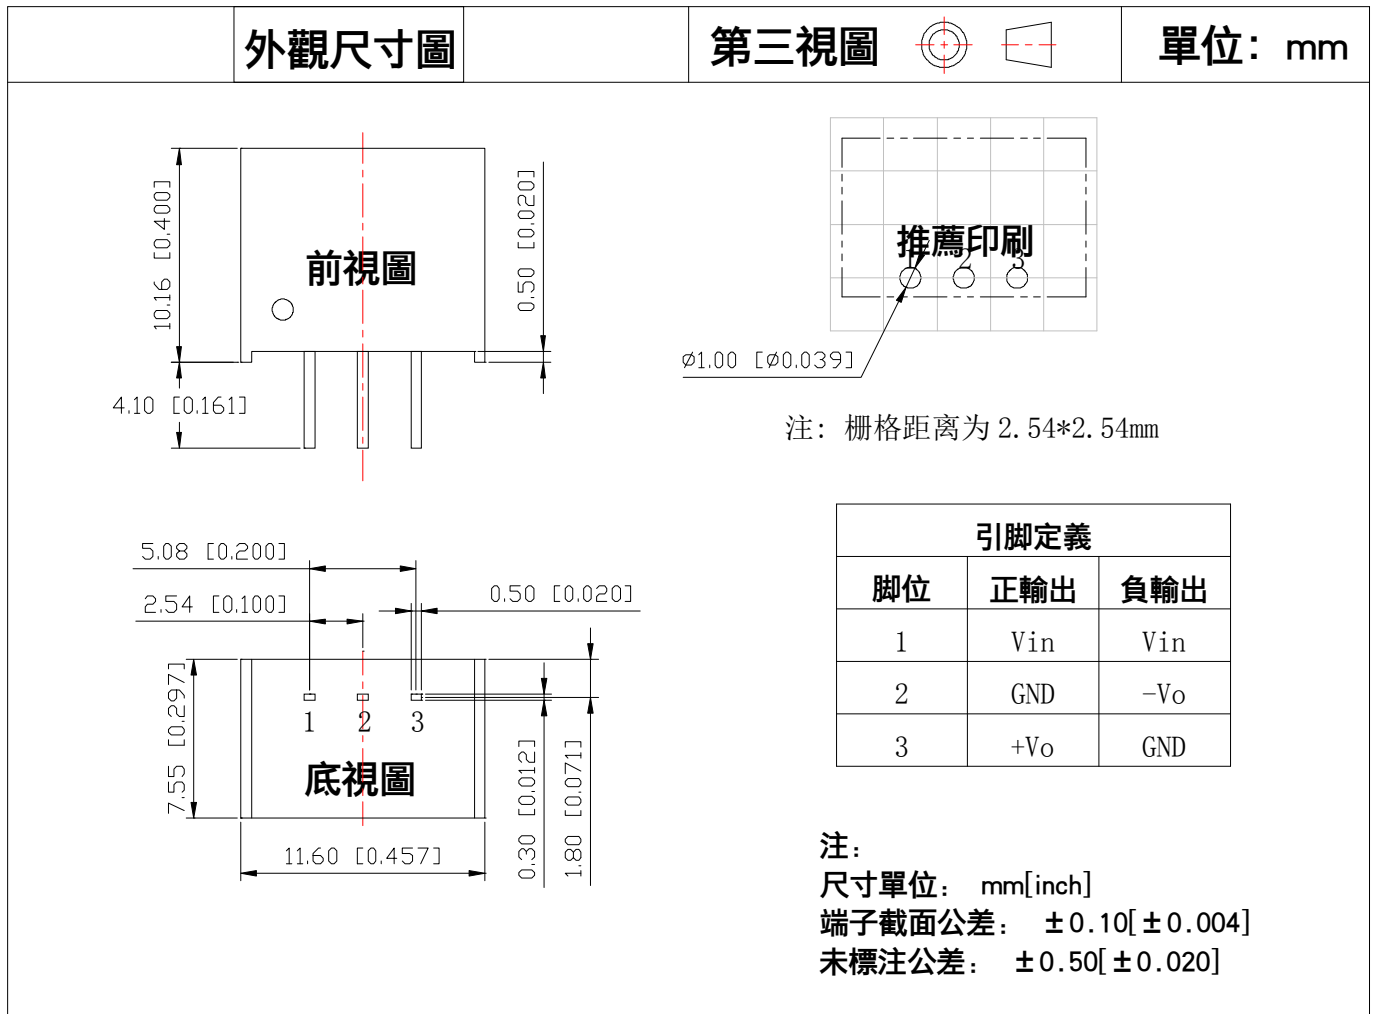 外觀尺寸圖
第三視圖
單位: mm
10.16 [0.400]
前視圖
0.50 [0.020]
4.10 [0.161]
推薦印刷
1 2 3
⌀1.00 [⌀0.039]
注: 栅格距离为 2.54*2.54mm
5.08 [0.200]
2.54 [0.100]
0.50 [0.020]
7.55 [0.297]
1 2 3
底視圖
0.30 [0.012]
1.80 [0.071]
11.60 [0.457]
引脚定義
脚位 正輸出 負輸出
1 Vin Vin
2 GND -Vo
3 +Vo GND
注:
尺寸單位: mm[inch]
端子截面公差: ±0.10[±0.004]
未標注公差: ±0.50[±0.020]